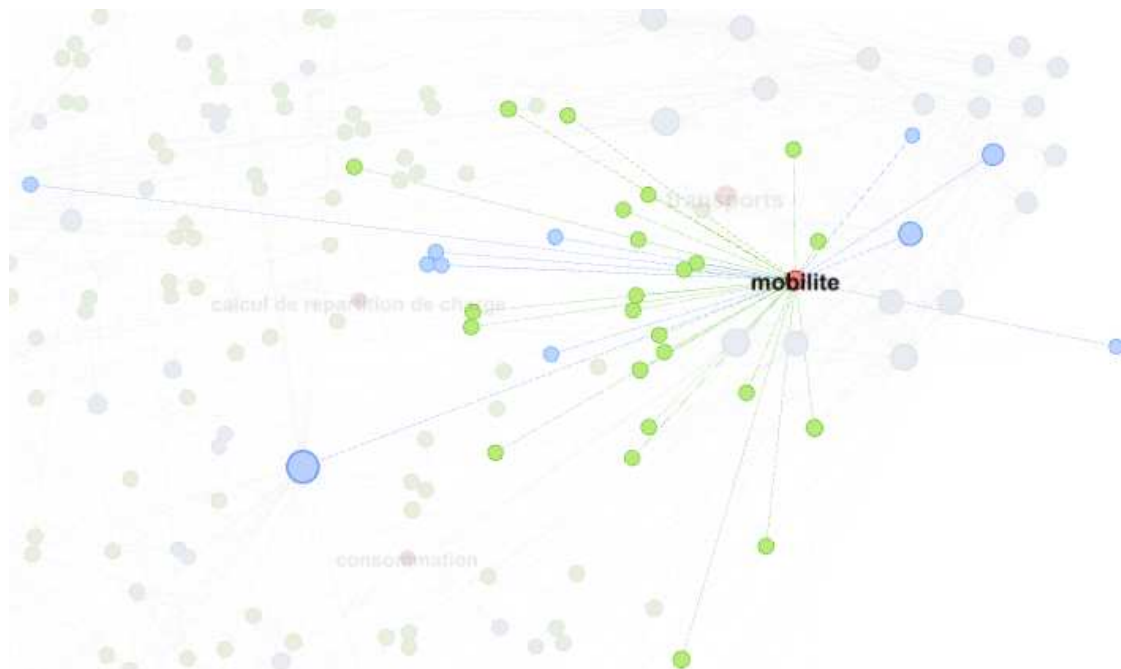 transports
mobilite
calcul de repartition de charge
consommation